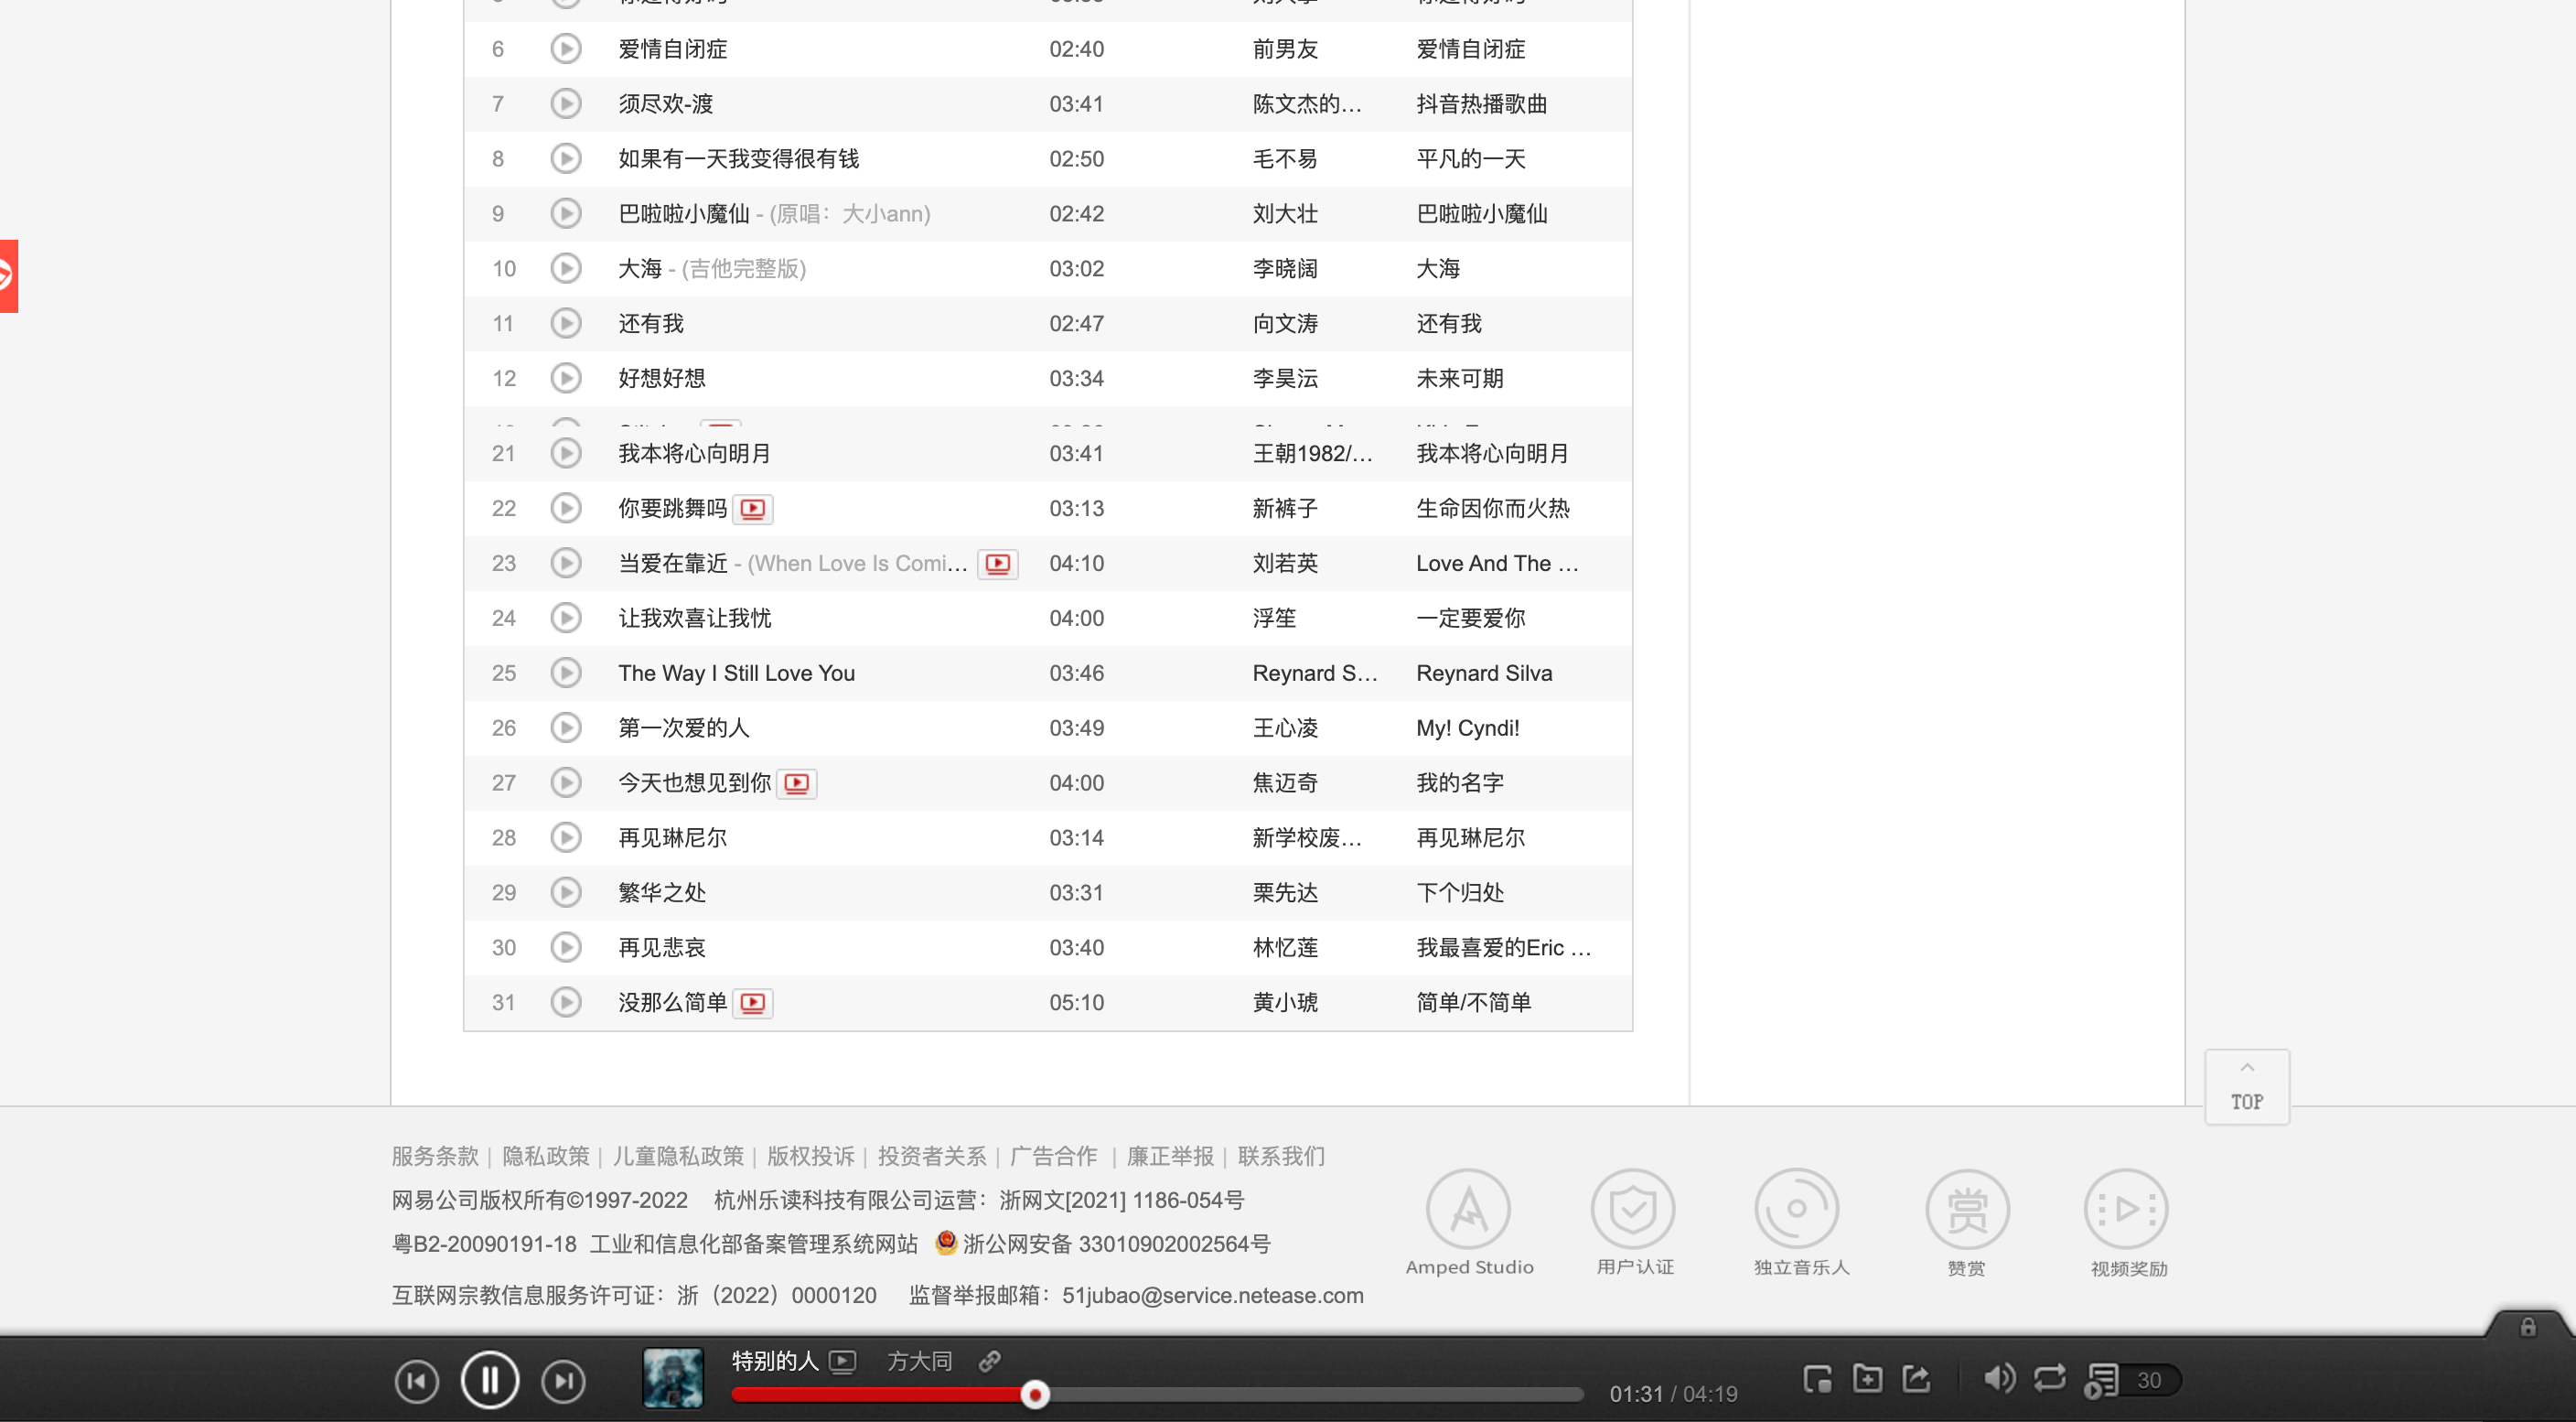 6 爱情自闭症 02:40 前男友 爱情自闭症
7 须尽欢-渡 03:41 陈文杰的… 抖音热播歌曲
8 如果有一天我变得很有钱 02:50 毛不易 平凡的一天
9 巴啦啦小魔仙 - (原唱：大小ann) 02:42 刘大壮 巴啦啦小魔仙
10 大海 - (吉他完整版) 03:02 李晓阔 大海
11 还有我 02:47 向文涛 还有我
12 好想好想 03:34 李昊沄 未来可期
21 我本将心向明月 03:41 王朝1982/… 我本将心向明月
22 你要跳舞吗 03:13 新裤子 生命因你而火热
23 当爱在靠近 - (When Love Is Comi… 04:10 刘若英 Love And The …
24 让我欢喜让我忧 04:00 浮笙 一定要爱你
25 The Way I Still Love You 03:46 Reynard S… Reynard Silva
26 第一次爱的人 03:49 王心凌 My! Cyndi!
27 今天也想见到你 04:00 焦迈奇 我的名字
28 再见琳尼尔 03:14 新学校废… 再见琳尼尔
29 繁华之处 03:31 栗先达 下个归处
30 再见悲哀 03:40 林忆莲 我最喜爱的Eric …
31 没那么简单 05:10 黄小琥 简单/不简单
TOP
服务条款 | 隐私政策 | 儿童隐私政策 | 版权投诉 | 投资者关系 | 广告合作 | 廉正举报 | 联系我们
网易公司版权所有©1997-2022 杭州乐读科技有限公司运营：浙网文[2021] 1186-054号
粤B2-20090191-18 工业和信息化部备案管理系统网站 浙公网安备 33010902002564号
互联网宗教信息服务许可证：浙（2022）0000120 监督举报邮箱：51jubao@service.netease.com
Amped Studio 用户认证 独立音乐人 赏 赞赏 视频奖励
特别的人 方大同
01:31 / 04:19
30